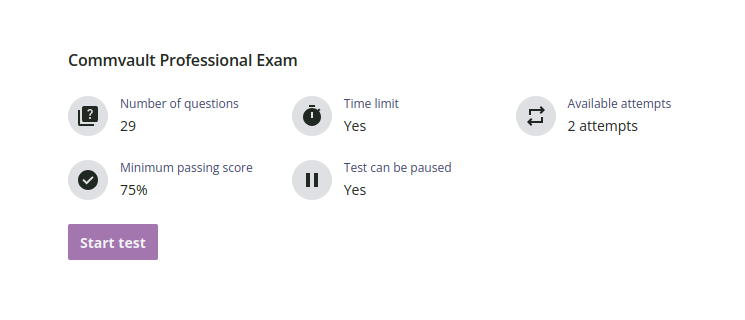 Commvault Professional Exam
Number of questions
29
Time limit
Yes
Available attempts
2 attempts
Minimum passing score
75%
Test can be paused
Yes
Start test